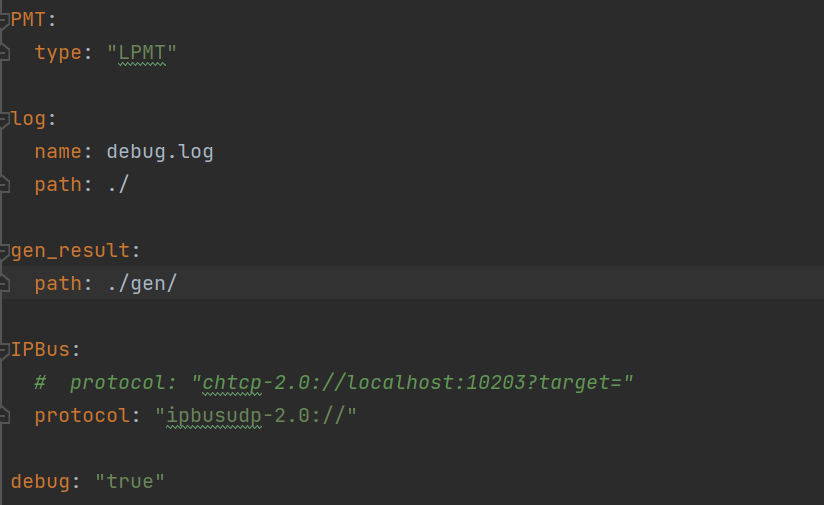 PMT:
  type: "LPMT"
log:
  name: debug.log
  path: ./
gen_result:
  path: ./gen/
IPBus:
  #  protocol: "chtcp-2.0://localhost:10203?target="
  protocol: "ipbusudp-2.0://"
debug: "true"